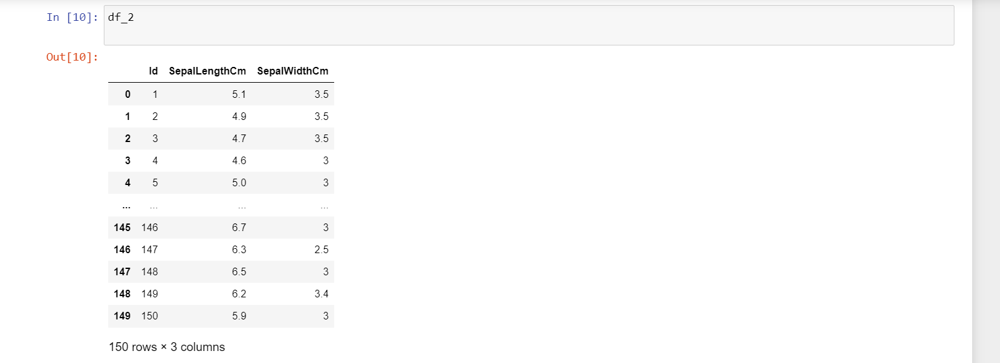 In [10]: df_2
Out[10]:
Id SepalLengthCm SepalWidthCm
0 1 5.1 3.5
1 2 4.9 3.5
2 3 4.7 3.5
3 4 4.6 3
4 5 5.0 3
... ... ... ...
145 146 6.7 3
146 147 6.3 2.5
147 148 6.5 3
148 149 6.2 3.4
149 150 5.9 3
150 rows × 3 columns